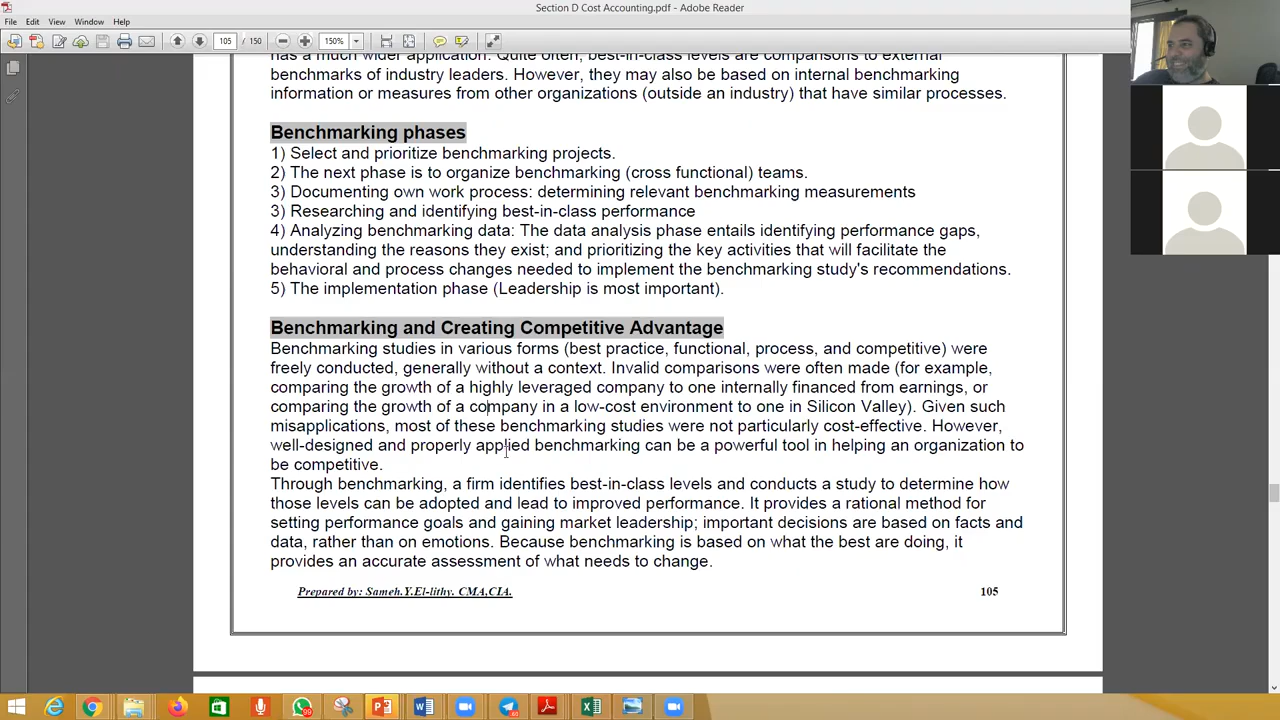 Section D Cost Accounting.pdf - Adobe Reader
File Edit View Window Help
105 / 150 150%
has a much wider application. Quite often, best-in-class levels are comparisons to external
benchmarks of industry leaders. However, they may also be based on internal benchmarking
information or measures from other organizations (outside an industry) that have similar processes.
Benchmarking phases
1) Select and prioritize benchmarking projects.
2) The next phase is to organize benchmarking (cross functional) teams.
3) Documenting own work process: determining relevant benchmarking measurements
3) Researching and identifying best-in-class performance
4) Analyzing benchmarking data: The data analysis phase entails identifying performance gaps,
understanding the reasons they exist; and prioritizing the key activities that will facilitate the
behavioral and process changes needed to implement the benchmarking study's recommendations.
5) The implementation phase (Leadership is most important).
Benchmarking and Creating Competitive Advantage
Benchmarking studies in various forms (best practice, functional, process, and competitive) were
freely conducted, generally without a context. Invalid comparisons were often made (for example,
comparing the growth of a highly leveraged company to one internally financed from earnings, or
comparing the growth of a company in a low-cost environment to one in Silicon Valley). Given such
misapplications, most of these benchmarking studies were not particularly cost-effective. However,
well-designed and properly applied benchmarking can be a powerful tool in helping an organization to
be competitive.
Through benchmarking, a firm identifies best-in-class levels and conducts a study to determine how
those levels can be adopted and lead to improved performance. It provides a rational method for
setting performance goals and gaining market leadership; important decisions are based on facts and
data, rather than on emotions. Because benchmarking is based on what the best are doing, it
provides an accurate assessment of what needs to change.
Prepared by: Sameh.Y.El-lithy. CMA,CIA. 105